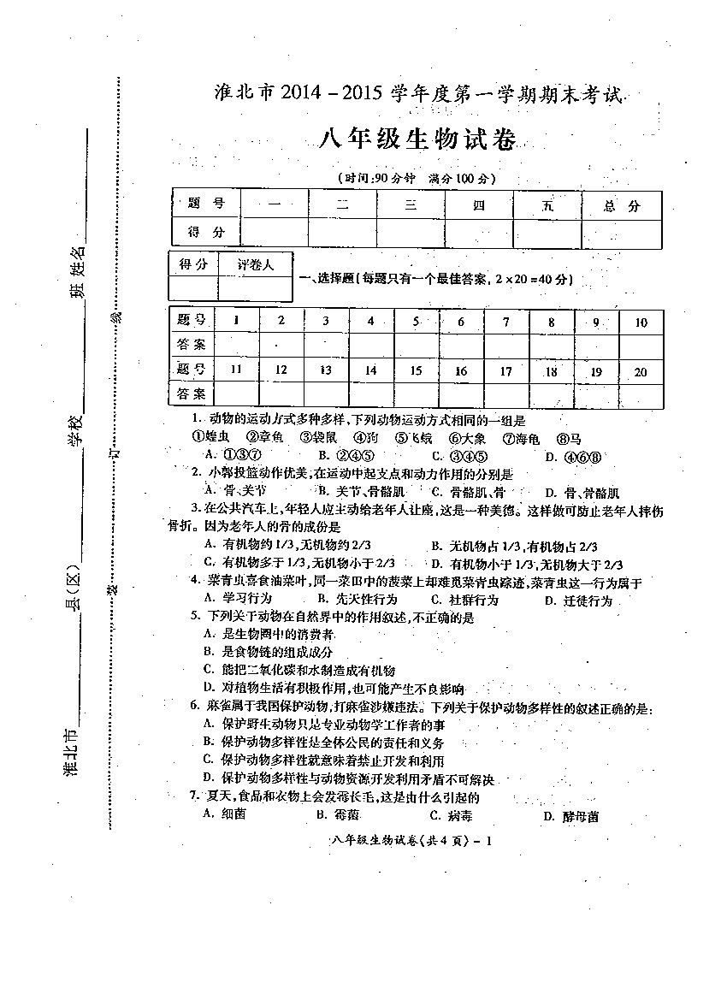 淮北市2014-2015学年度第一学期期末考试
八年级生物试卷
(时间:90分钟 满分100分)
题 号 一 二 三 四 五 总 分
得 分
得分 评卷人
一、选择题(每题只有一个最佳答案,2×20=40分)
题号 1 2 3 4 5 6 7 8 9 10
答案
题号 11 12 13 14 15 16 17 18 19 20
答案
1. 动物的运动方式多种多样,下列动物运动方式相同的一组是
①蝗虫 ②章鱼 ③袋鼠 ④狗 ⑤飞蛾 ⑥大象 ⑦海龟 ⑧马
A. ①③⑦ B. ②④⑤ C. ③④⑤ D. ④⑥⑧
2. 小郭投篮动作优美,在运动中起支点和动力作用的分别是
A. 骨、关节 B. 关节、骨骼肌 C. 骨骼肌、骨 D. 骨、骨骼肌
3. 在公共汽车上,年轻人应主动给老年人让座,这是一种美德。这样做可防止老年人摔伤
骨折。因为老年人的骨的成份是
A. 有机物约1/3,无机物约2/3 B. 无机物占1/3,有机物占2/3
C. 有机物多于1/3,无机物小于2/3 D. 有机物小于1/3,无机物大于2/3
4. 菜青虫喜食油菜叶,同一菜田中的菠菜上却难觅菜青虫踪迹,菜青虫这一行为属于
A. 学习行为 B. 先天性行为 C. 社群行为 D. 迁徙行为
5. 下列关于动物在自然界中的作用叙述,不正确的是
A. 是生物圈中的消费者
B. 是食物链的组成成分
C. 能把二氧化碳和水制造成有机物
D. 对植物生活有积极作用,也可能产生不良影响
6. 麻雀属于我国保护动物,打麻雀涉嫌违法。下列关于保护动物多样性的叙述正确的是:
A. 保护野生动物只是专业动物学工作者的事
B. 保护动物多样性是全体公民的责任和义务
C. 保护动物多样性就意味着禁止开发和利用
D. 保护动物多样性与动物资源开发利用矛盾不可解决
7. 夏天,食品和衣物上会发霉长毛,这是由什么引起的
A. 细菌 B. 霉菌 C. 病毒 D. 酵母菌
八年级生物试卷(共4页)-1
淮北市 县(区) 学校 班 姓名
装 订 线